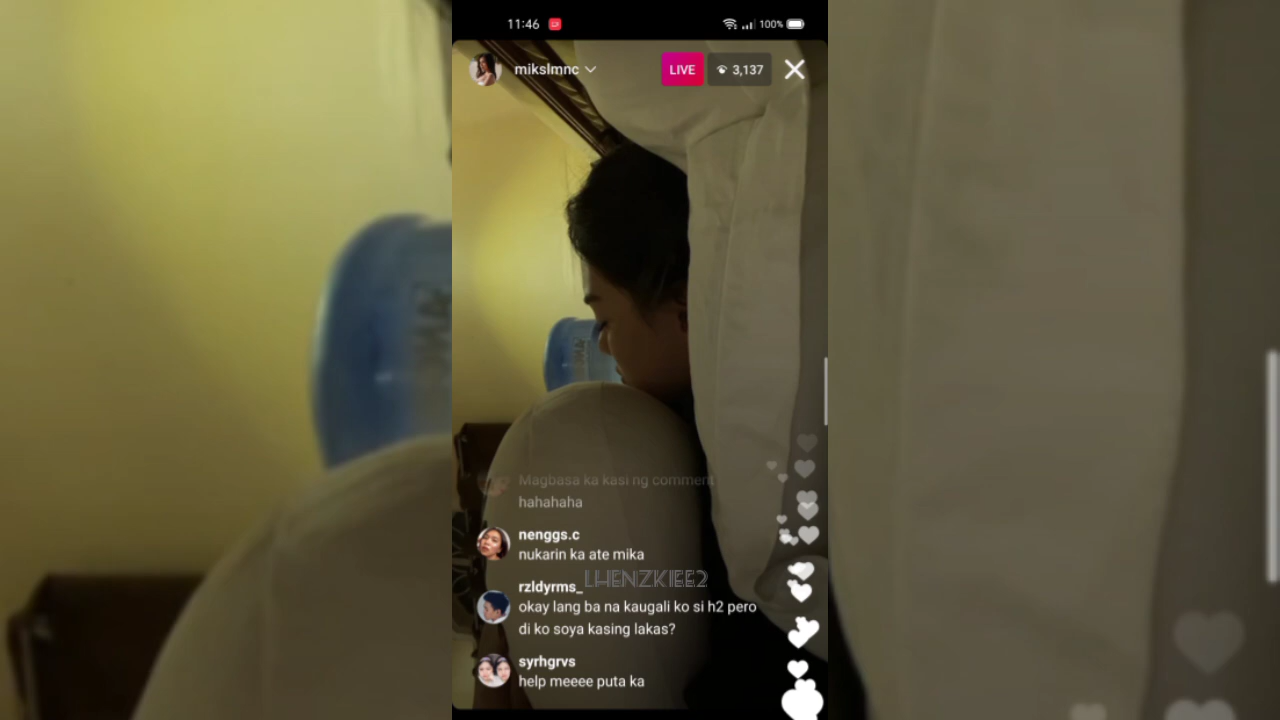 11:46
100%
mikslmnc
LIVE
3,137
Magbasa ka kasi ng comment
hahahaha
nenggs.c
nukarin ka ate mika
LHENZKIEE2
rzldyrms_
okay lang ba na kaugali ko si h2 pero
di ko soya kasing lakas?
syrhgrvs
help meeee puta ka